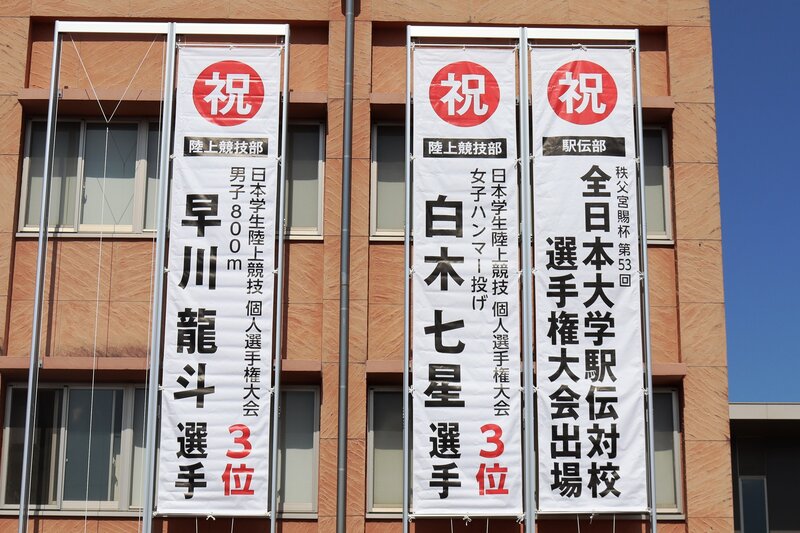 祝
陸上競技部
日本学生陸上競技 個人選手権大会
男子800m
早川龍斗 選手
3位
祝
陸上競技部
日本学生陸上競技 個人選手権大会
女子ハンマー投げ
白木七星 選手
3位
祝
駅伝部
秩父宮賜杯 第53回
全日本大学駅伝対校
選手権大会出場